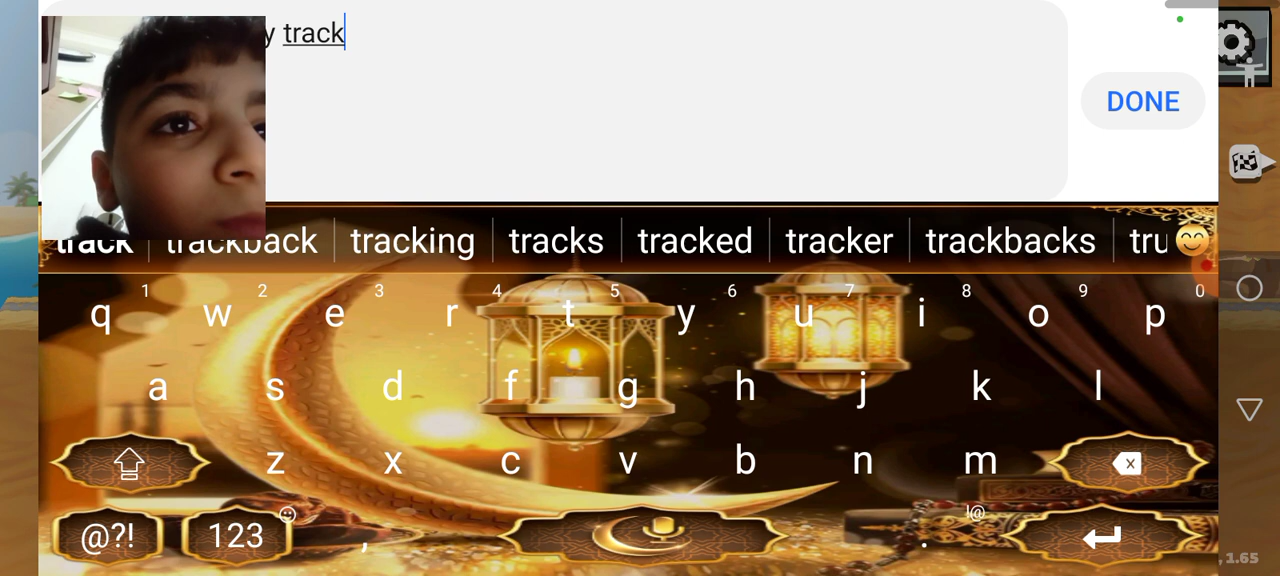 y track
DONE
track trackback tracking tracks tracked tracker trackbacks tru
1 2 3 4 5 6 7 8 9 0
q w e r t y u i o p
a s d f g h j k l
z x c v b n m
!@
@?! 123 , .
, 1.65